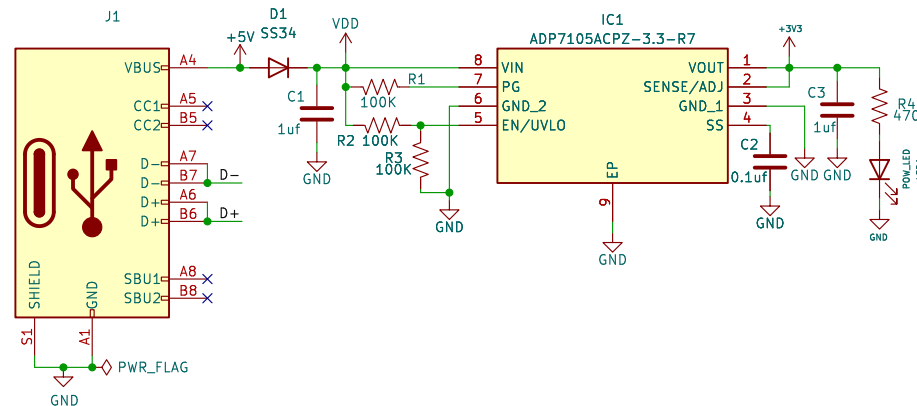 J1
D1
SS34
+5V
VDD
IC1
ADP7105ACPZ-3.3-R7
+3V3
VBUS
A4
8
VIN
VOUT
1
R1
100K
7
PG
SENSE/ADJ
2
CC1
A5
C1
1uf
6
GND_2
GND_1
3
C3
1uf
R4
CC2
B5
R2
100K
5
EN/UVLO
SS
4
R3
100K
C2
0.1uf
D-
A7
D-
B7
D-
D+
A6
D+
B6
D+
GND
EP
9
GND
GND
POW_LED
GND
GND
GND
GND
SBU1
A8
SBU2
B8
SHIELD
GND
S1
A1
PWR_FLAG
GND